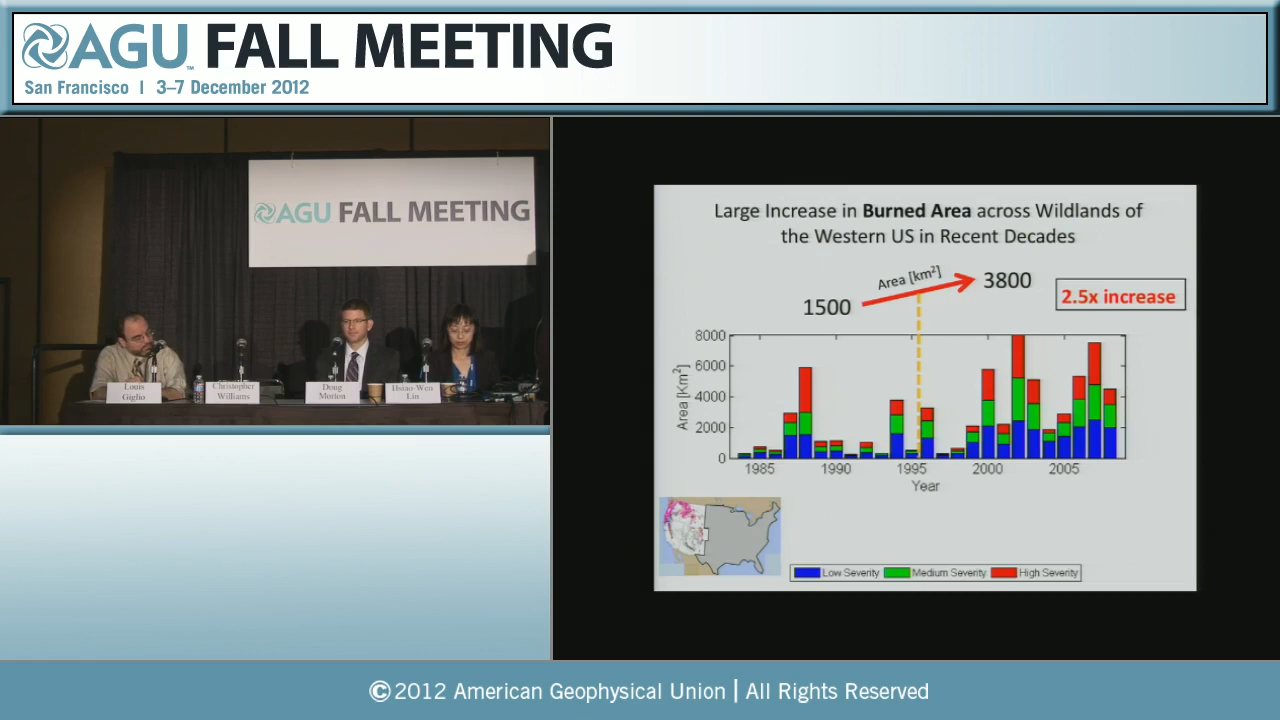 AGU FALL MEETING
San Francisco | 3–7 December 2012
AGU FALL MEETING
Louis
Giglio
Christopher
Williams
Doug
Morton
Hsiao-Wen
Lin
Large Increase in Burned Area across Wildlands of
the Western US in Recent Decades
1500
Area [km²]
3800
2.5x increase
8000
6000
4000
2000
0
Area [Km²]
1985
1990
1995
2000
2005
Year
Low Severity
Medium Severity
High Severity
©2012 American Geophysical Union | All Rights Reserved